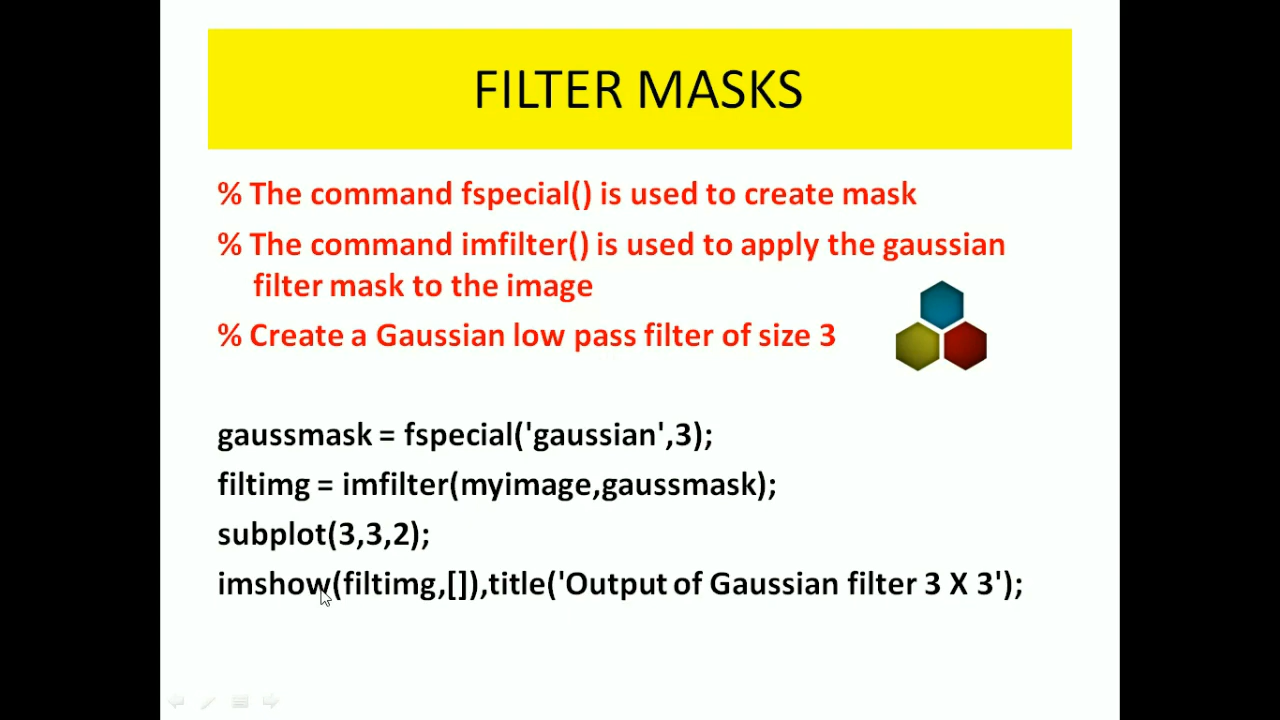 FILTER MASKS
% The command fspecial() is used to create mask
% The command imfilter() is used to apply the gaussian
filter mask to the image
% Create a Gaussian low pass filter of size 3
gaussmask = fspecial('gaussian',3);
filtimg = imfilter(myimage,gaussmask);
subplot(3,3,2);
imshow(filtimg,[]),title('Output of Gaussian filter 3 X 3');